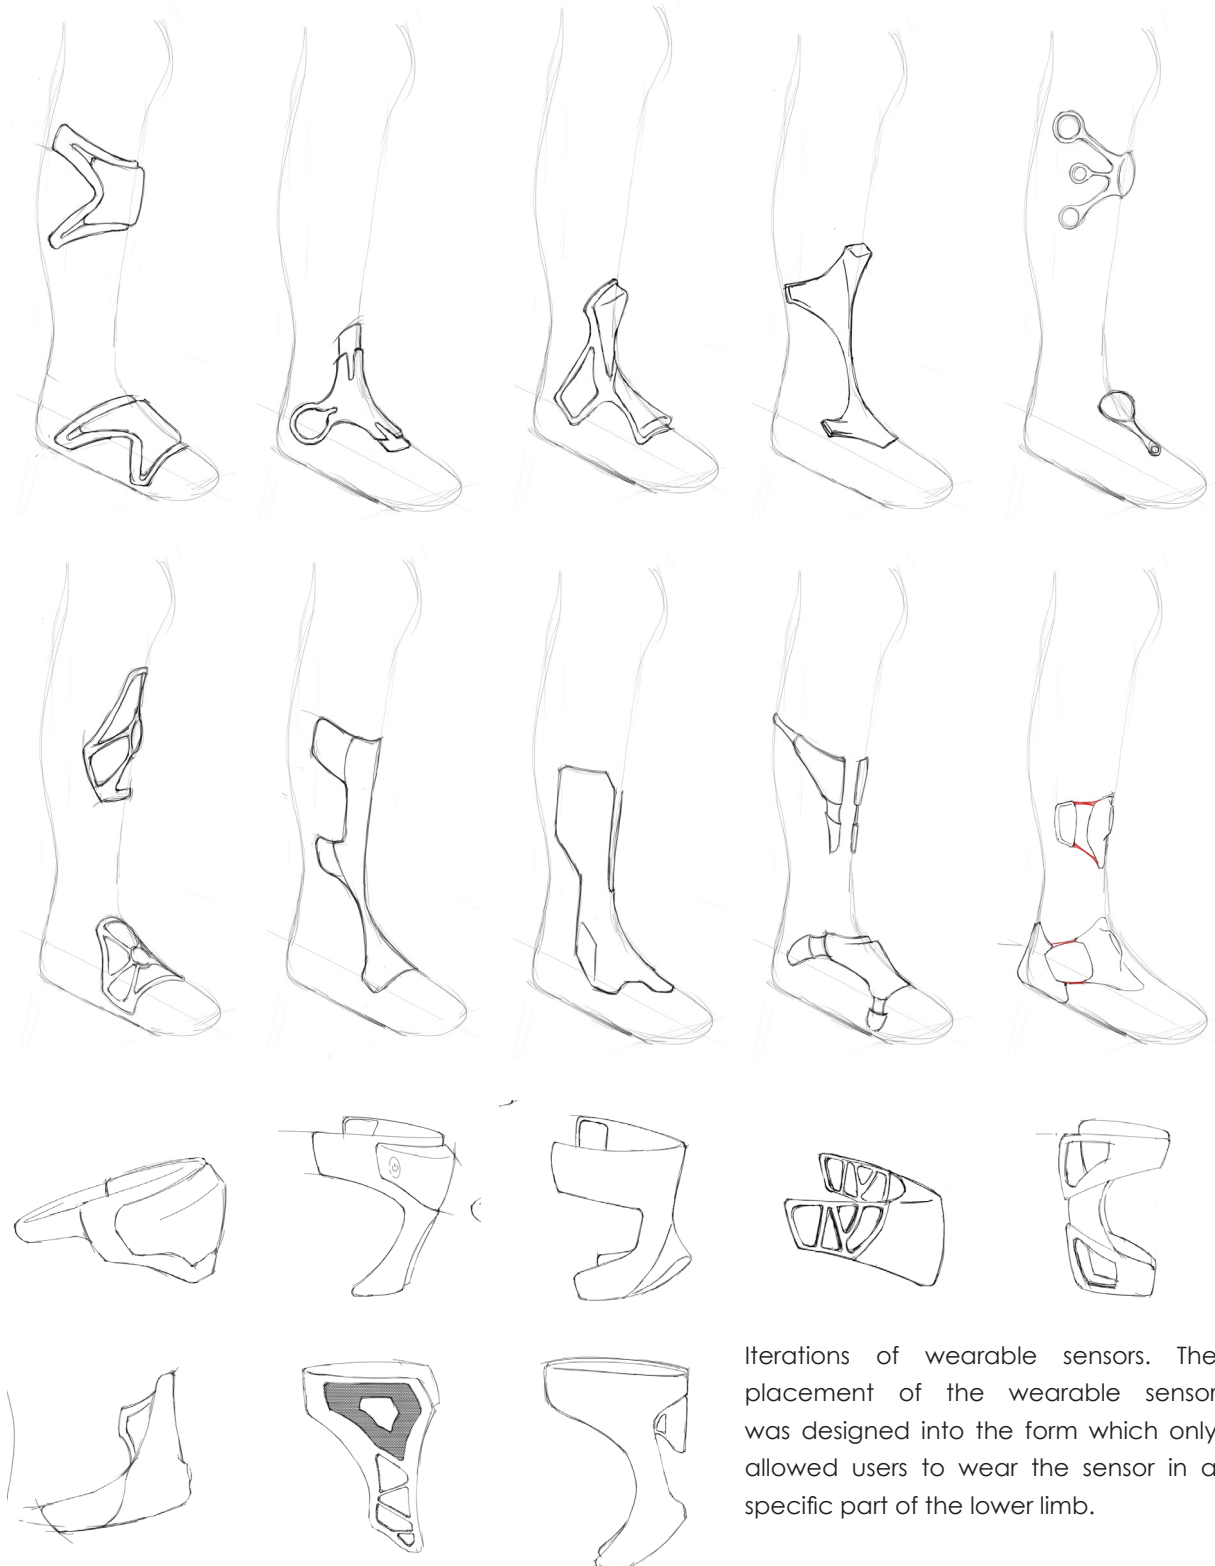 Iterations of wearable sensors. The
placement of the wearable sensor
was designed into the form which only
allowed users to wear the sensor in a
specific part of the lower limb.